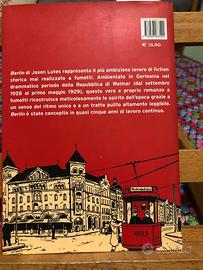 € 13,50
Berlin di Jason Lutes rappresenta il più ambizioso lavoro di fiction
storica mai realizzato a fumetti. Ambientato in Germania nel
drammatico periodo della Repubblica di Weimar (dal settembre
1928 al primo maggio 1929), questo vero e proprio romanzo a
fumetti ricostruisce meticolosamente lo spirito dell'epoca grazie a
un senso del ritmo unico e a un tratto pulito altamente leggibile.
Berlin è stato concepito in quasi cinque anni di lavoro continuo.
4923
subito